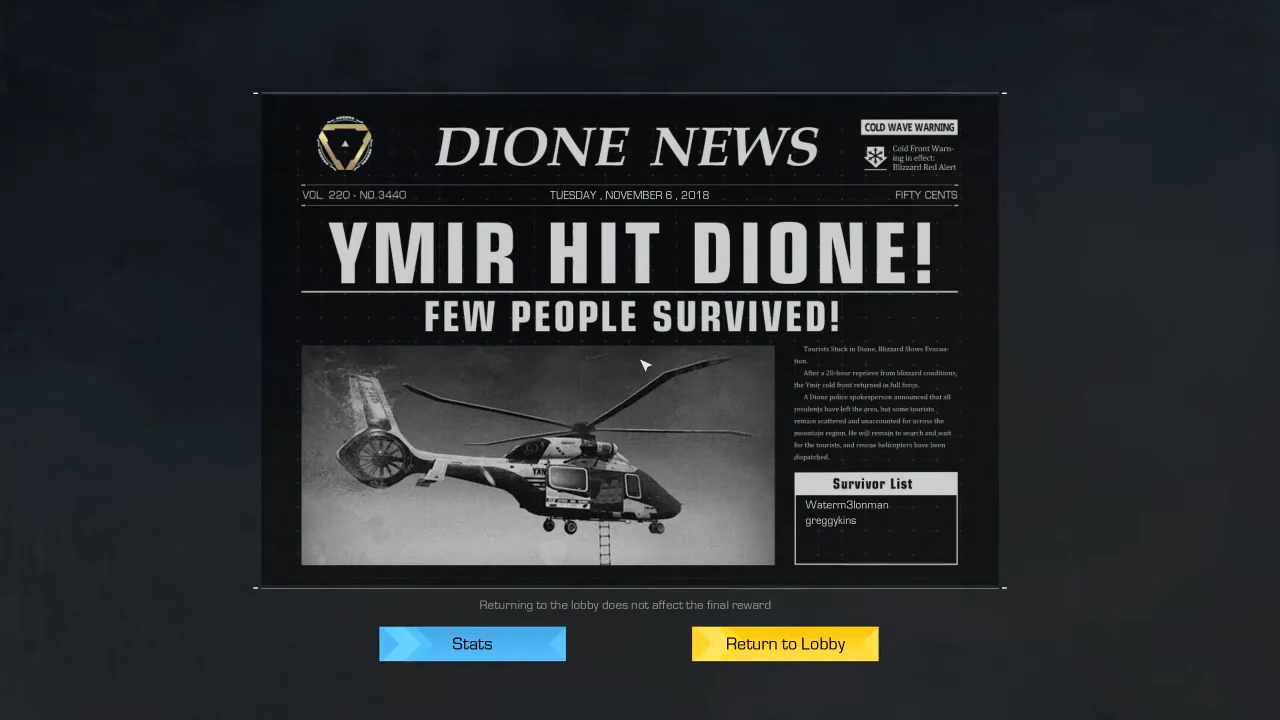 DIONE NEWS
COLD WAVE WARNING
Cold Front Warn-
ing in effect:
Blizzard Red Alert
VOL. 220 - NO.3440
TUESDAY , NOVEMBER 6 , 2018
FIFTY CENTS
YMIR HIT DIONE!
FEW PEOPLE SURVIVED!
Tourists Stuck in Dione, Blizzard Slows Evacua-
tion.
After a 20-hour reprieve from blizzard conditions,
the Ymir cold front returned in full force.
A Dione police spokesperson announced that all
residents have left the area, but some tourists
remain scattered and unaccounted for across the
mountain region. He will remain to search and wait
for the tourists, and rescue helicopters have been
dispatched.
Survivor List
Waterm3lonman
greggykins
Returning to the lobby does not affect the final reward
Stats
Return to Lobby